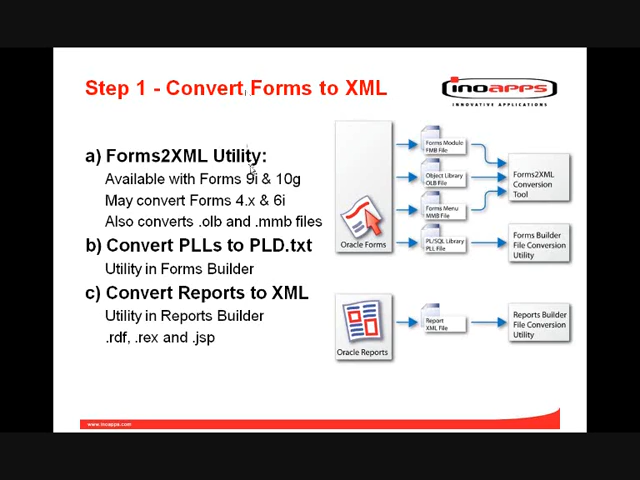 Step 1 - Convert Forms to XML
inoapps
INNOVATIVE APPLICATIONS
a) Forms2XML Utility:
Available with Forms 9i & 10g
May convert Forms 4.x & 6i
Also converts .olb and .mmb files
b) Convert PLLs to PLD.txt
Utility in Forms Builder
c) Convert Reports to XML
Utility in Reports Builder
.rdf, .rex and .jsp
Oracle Forms
Forms Module
FMB File
Object Library
OLB File
Forms Menu
MMB File
PL/SQL Library
PLL File
Forms2XML
Conversion
Tool
Forms Builder
File Conversion
Utility
Oracle Reports
Report
XML File
Reports Builder
File Conversion
Utility
www.inoapps.com